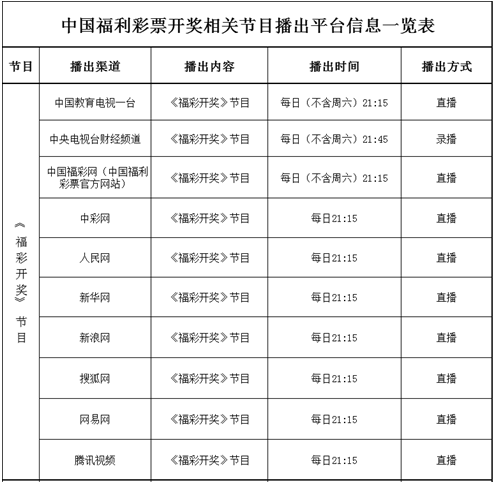 中国福利彩票开奖相关节目播出平台信息一览表
节目 播出渠道 播出内容 播出时间 播出方式
《福彩开奖》节目
中国教育电视一台 《福彩开奖》节目 每日（不含周六）21:15 直播
中央电视台财经频道 《福彩开奖》节目 每日（不含周六）21:45 录播
中国福彩网（中国福利
彩票官方网站） 《福彩开奖》节目 每日（不含周六）21:15 直播
中彩网 《福彩开奖》节目 每日21:15 直播
人民网 《福彩开奖》节目 每日21:15 直播
新华网 《福彩开奖》节目 每日21:15 直播
新浪网 《福彩开奖》节目 每日21:15 直播
搜狐网 《福彩开奖》节目 每日21:15 直播
网易网 《福彩开奖》节目 每日21:15 直播
腾讯视频 《福彩开奖》节目 每日21:15 直播